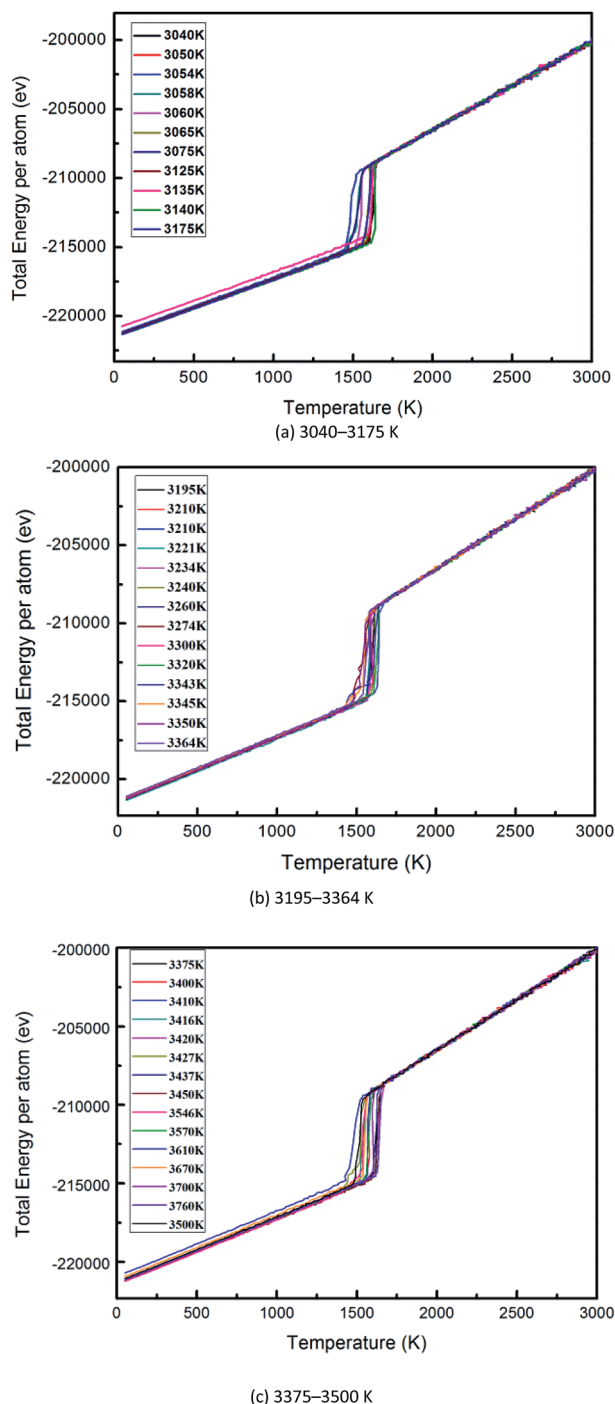 -200000
-205000
-210000
-215000
-220000
Total Energy per atom (ev)
3040K
3050K
3054K
3058K
3060K
3065K
3075K
3125K
3135K
3140K
3175K
0 500 1000 1500 2000 2500 3000
Temperature (K)
(a) 3040–3175 K
-200000
-205000
-210000
-215000
-220000
Total Energy per atom (ev)
3195K
3210K
3210K
3221K
3234K
3240K
3260K
3274K
3300K
3320K
3343K
3345K
3350K
3364K
0 500 1000 1500 2000 2500 3000
Temperature (K)
(b) 3195–3364 K
-200000
-205000
-210000
-215000
-220000
Total Energy per atom (ev)
3375K
3400K
3410K
3416K
3420K
3427K
3437K
3450K
3546K
3570K
3610K
3670K
3700K
3760K
3500K
0 500 1000 1500 2000 2500 3000
Temperature (K)
(c) 3375–3500 K